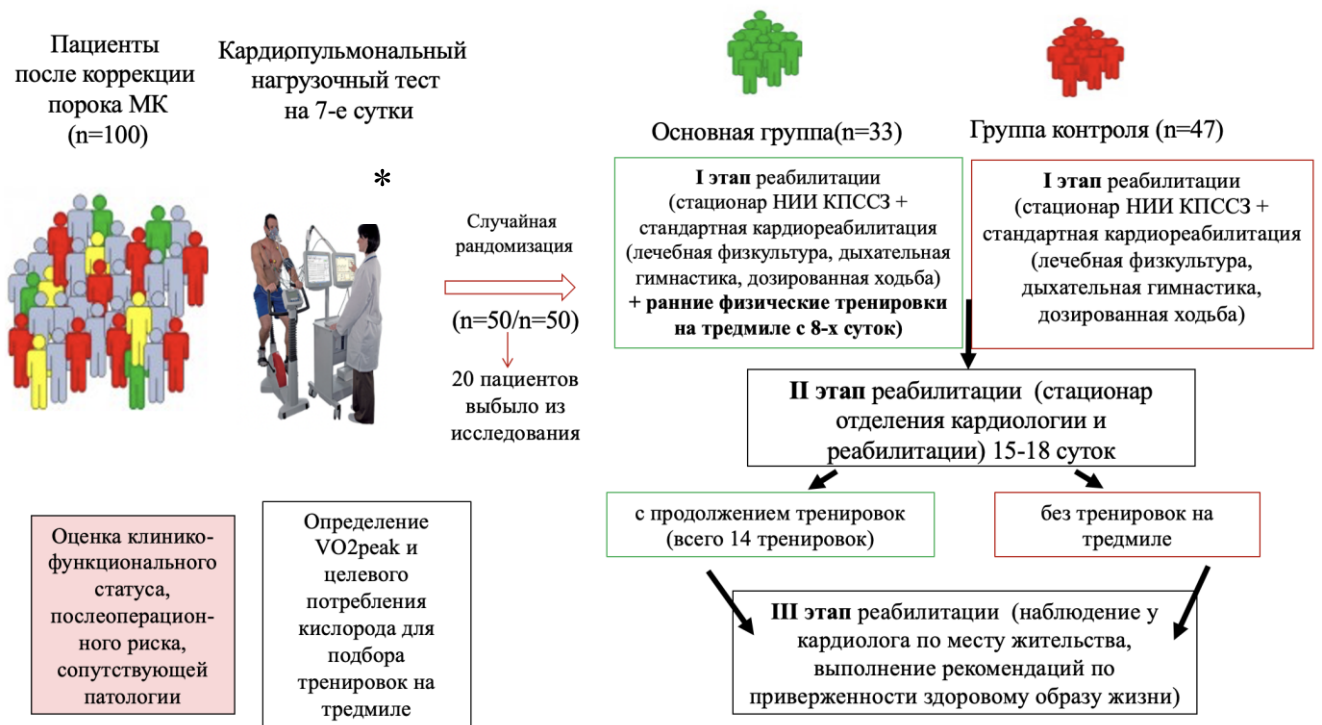 Пациенты
после коррекции
порока МК
(n=100)
Кардиопульмональный
нагрузочный тест
на 7-е сутки
*
Случайная
рандомизация
(n=50/n=50)
20 пациентов
выбыло из
исследования
Основная группа(n=33)
I этап реабилитации
(стационар НИИ КПССЗ +
стандартная кардиореабилитация
(лечебная физкультура, дыхательная
гимнастика, дозированная ходьба)
+ ранние физические тренировки
на тредмиле с 8-х суток)
Группа контроля (n=47)
I этап реабилитации
(стационар НИИ КПССЗ +
стандартная кардиореабилитация
(лечебная физкультура,
дыхательная гимнастика,
дозированная ходьба)
II этап реабилитации (стационар
отделения кардиологии и
реабилитации) 15-18 суток
с продолжением тренировок
(всего 14 тренировок)
без тренировок на
тредмиле
III этап реабилитации (наблюдение у
кардиолога по месту жительства,
выполнение рекомендаций по
приверженности здоровому образу жизни)
Оценка клинико-
функционального
статуса,
послеоперацион-
ного риска,
сопутствующей
патологии
Определение
VO2peak и
целевого
потребления
кислорода для
подбора
тренировок на
тредмиле